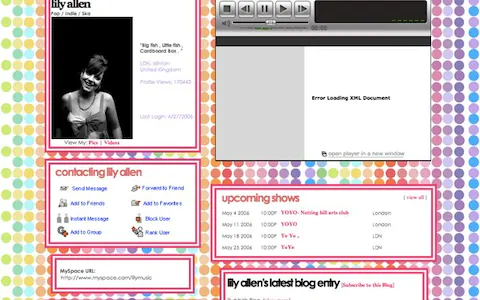 lily allen
Pop / Indie / Ska
"Big fish , Little fish ,
Cardboard box . "
LDN, Islington
United Kingdom
Profile Views: 170443
Last Login: 4/27/2006
View My: Pics | Videos
00:00
Error Loading XML Document
open player in a new window
contacting lily allen
Send Message
Forward to Friend
Add to Friends
Add to Favorites
Instant Message
Block User
Add to Group
Rank User
MySpace URL:
http://www.myspace.com/lilymusic
upcoming shows
[ view all ]
May 4 2006 10:00P YOYO- Notting hill arts club London
May 11 2006 10:00P YOYO London
May 18 2006 10:00P Yo Yo , LDN
May 25 2006 10:00P YoYo LDN
lily allen's latest blog entry [Subscribe to this Blog]